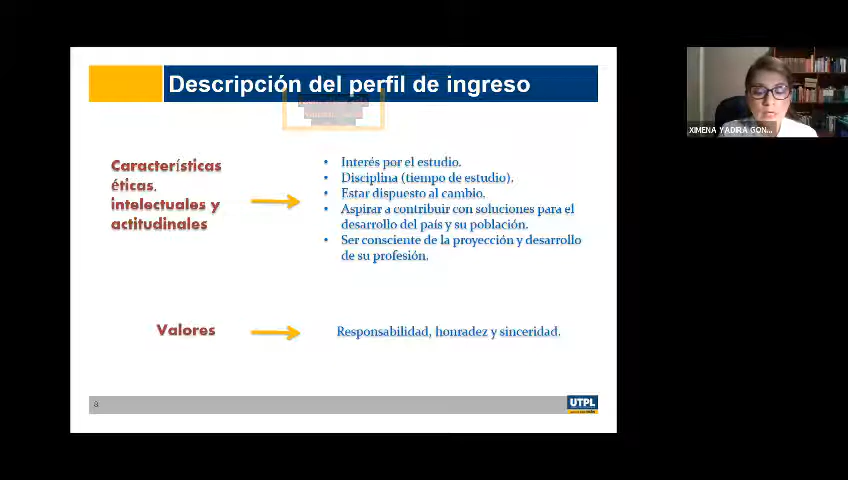 Descripción del perfil de ingreso
Características
éticas,
intelectuales y
actitudinales
• Interés por el estudio.
• Disciplina (tiempo de estudio).
• Estar dispuesto al cambio.
• Aspirar a contribuir con soluciones para el
desarrollo del país y su población.
• Ser consciente de la proyección y desarrollo
de su profesión.
Valores
Responsabilidad, honradez y sinceridad.
8
UTPL
XIMENA YADIRA GON...